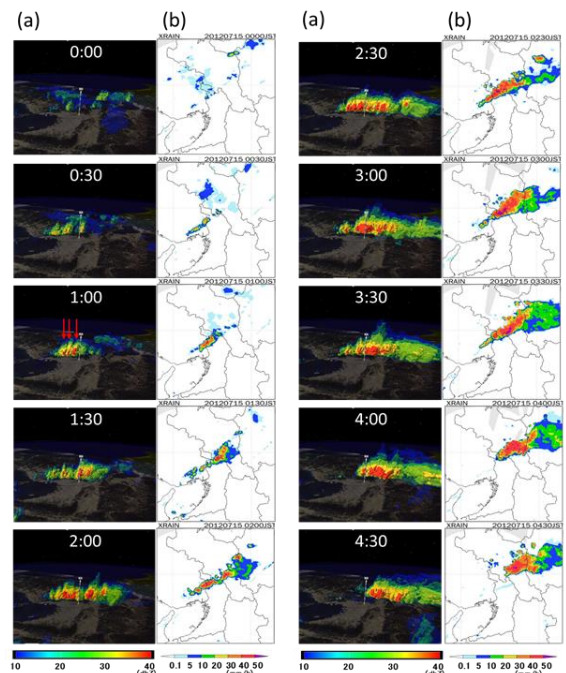 (a) (b) (a) (b)
0:00
XRAIN 20120715 0000JST
0:30
XRAIN 20120715 0030JST
1:00
XRAIN 20120715 0100JST
1:30
XRAIN 20120715 0130JST
2:00
XRAIN 20120715 0200JST
10 20 30 40
0.1 5 10 20 30 40 50
2:30
XRAIN 20120715 0230JST
3:00
XRAIN 20120715 0300JST
3:30
XRAIN 20120715 0330JST
4:00
XRAIN 20120715 0400JST
4:30
XRAIN 20120715 0430JST
10 20 30 40
0.1 5 10 20 30 40 50